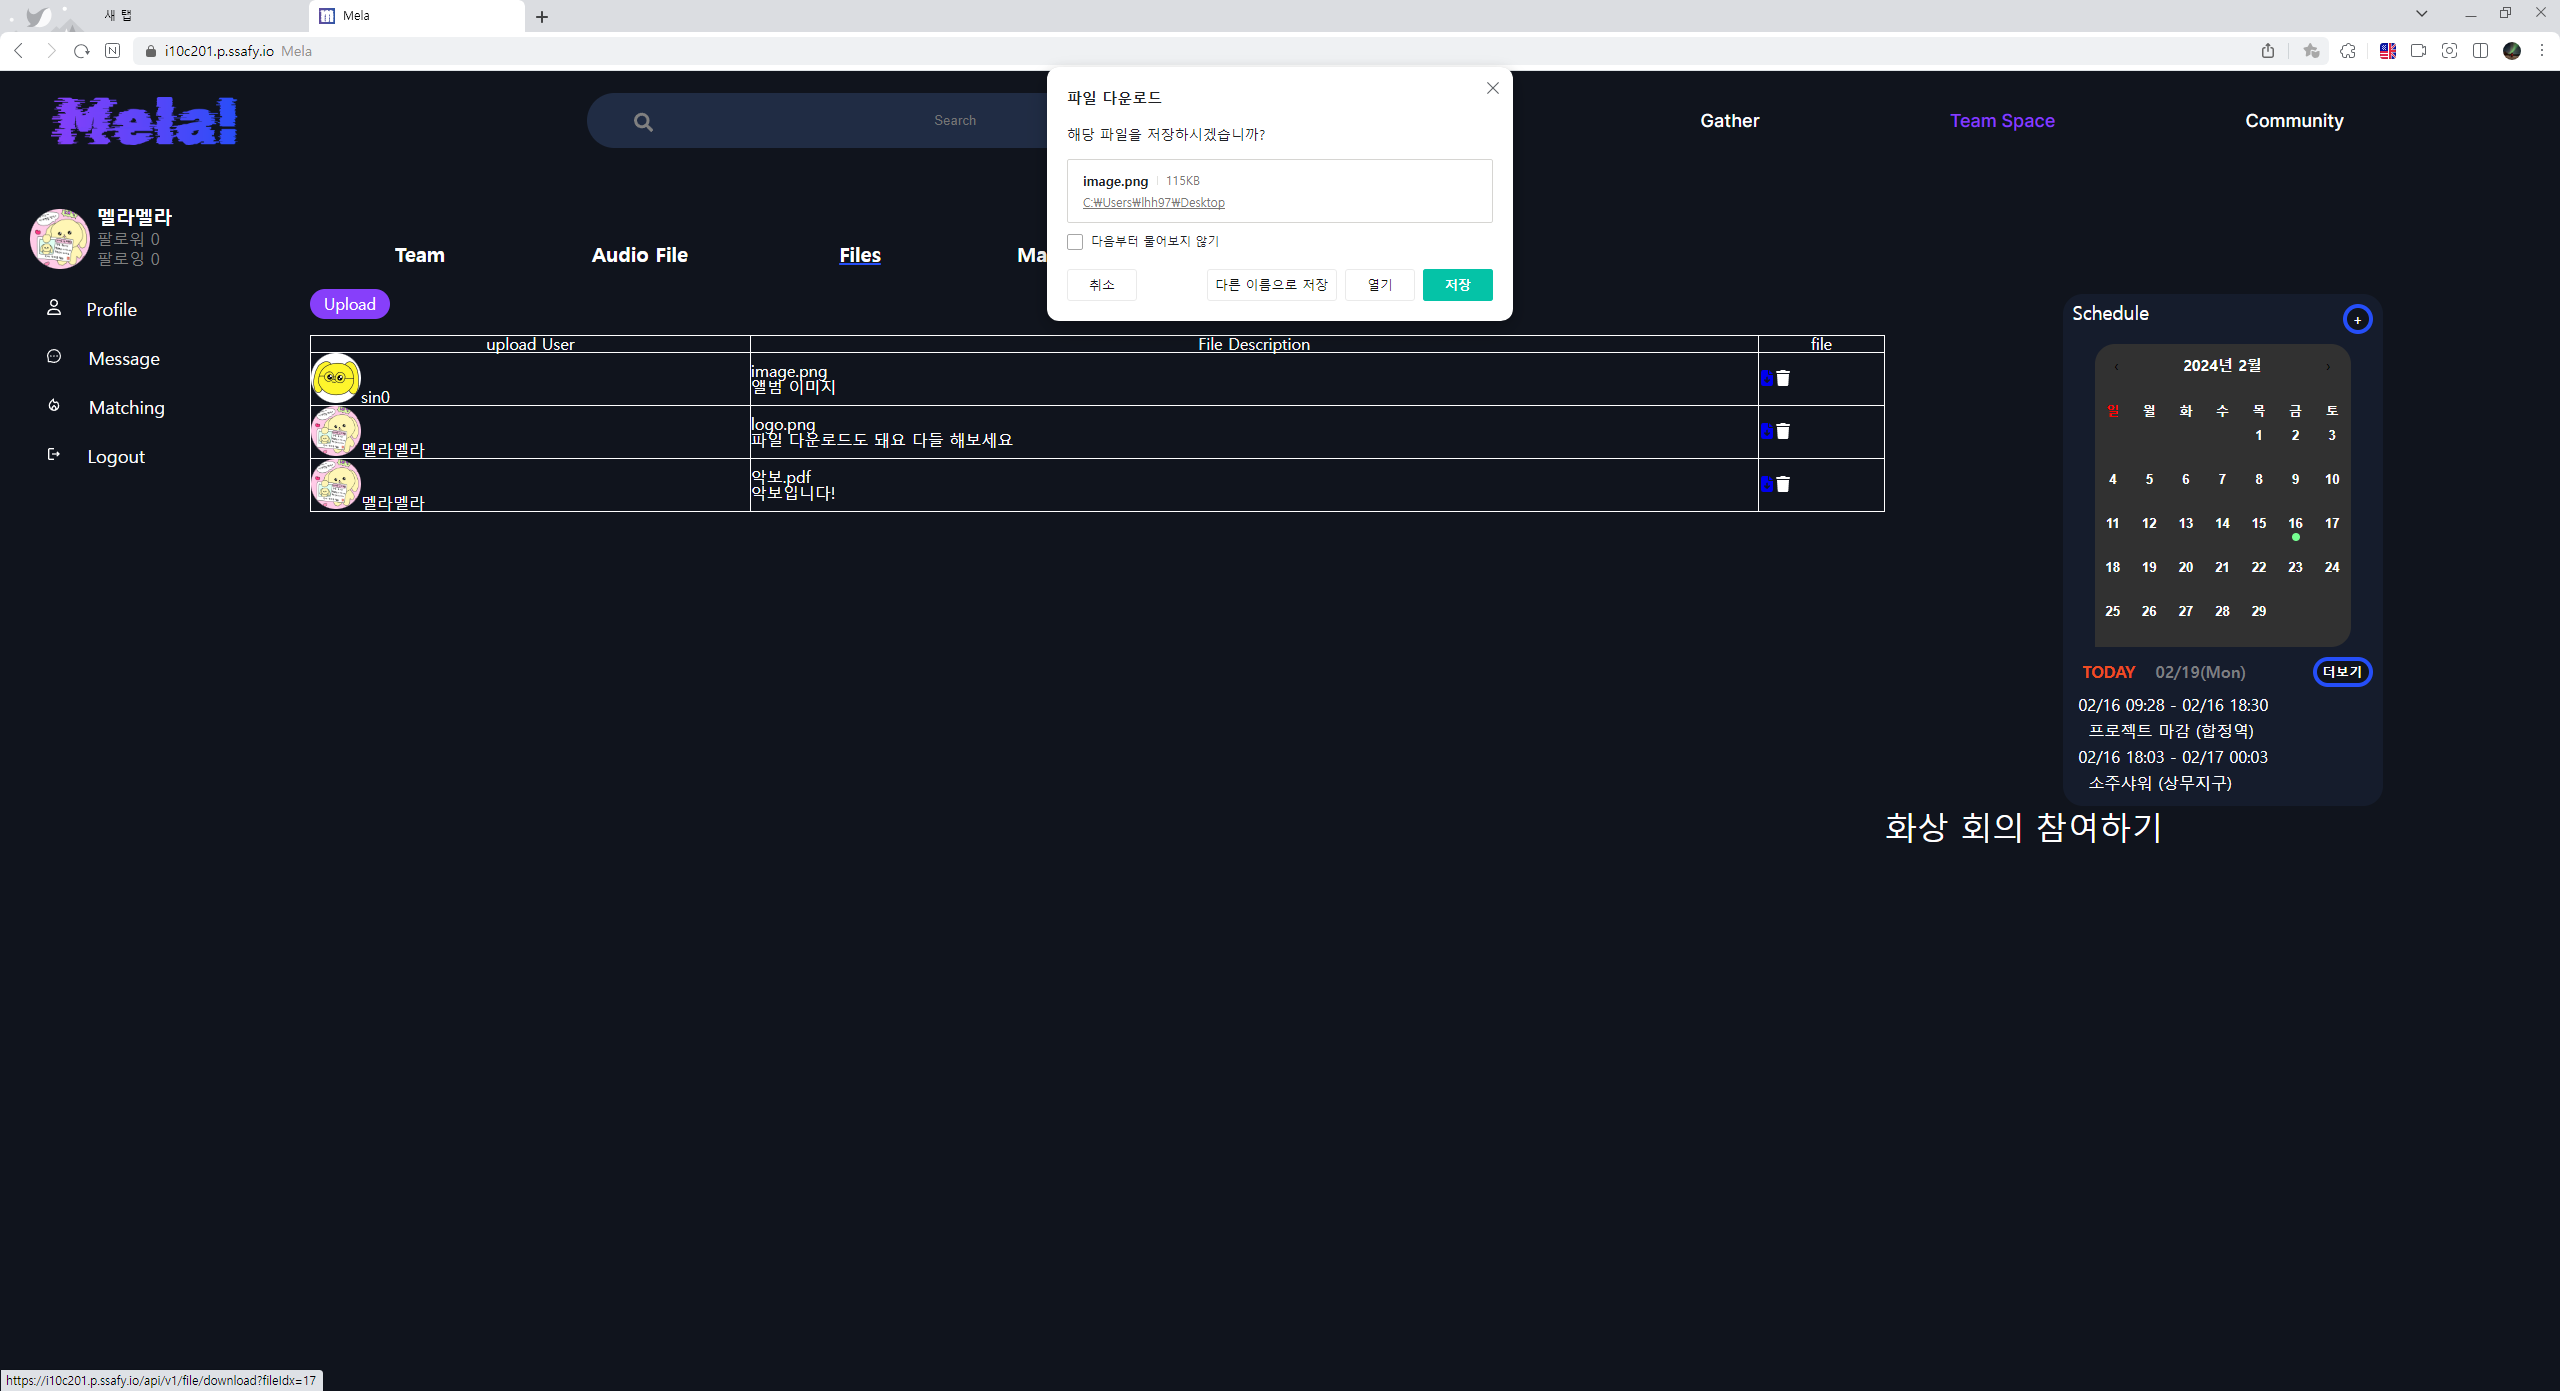 새 탭
Mela
i10c201.p.ssafy.io Mela
Mela!
Search
Gather
Team Space
Community
파일 다운로드
해당 파일을 저장하시겠습니까?
image.png 115KB
C:₩Users₩lhh97₩Desktop
다음부터 물어보지 않기
취소
다른 이름으로 저장
열기
저장
멜라멜라
팔로워 0
팔로잉 0
Profile
Message
Matching
Logout
Team
Audio File
Files
Ma
Upload
upload User
File Description
file
sin0
image.png
앨범 이미지
멜라멜라
logo.png
파일 다운로드도 돼요 다들 해보세요
멜라멜라
악보.pdf
악보입니다!
Schedule
+
‹ 2024년 2월 ›
일 월 화 수 목 금 토
1 2 3
4 5 6 7 8 9 10
11 12 13 14 15 16 17
18 19 20 21 22 23 24
25 26 27 28 29
TODAY 02/19(Mon) 더보기
02/16 09:28 - 02/16 18:30
프로젝트 마감 (합정역)
02/16 18:03 - 02/17 00:03
소주샤워 (상무지구)
화상 회의 참여하기
https://i10c201.p.ssafy.io/api/v1/file/download?fileIdx=17